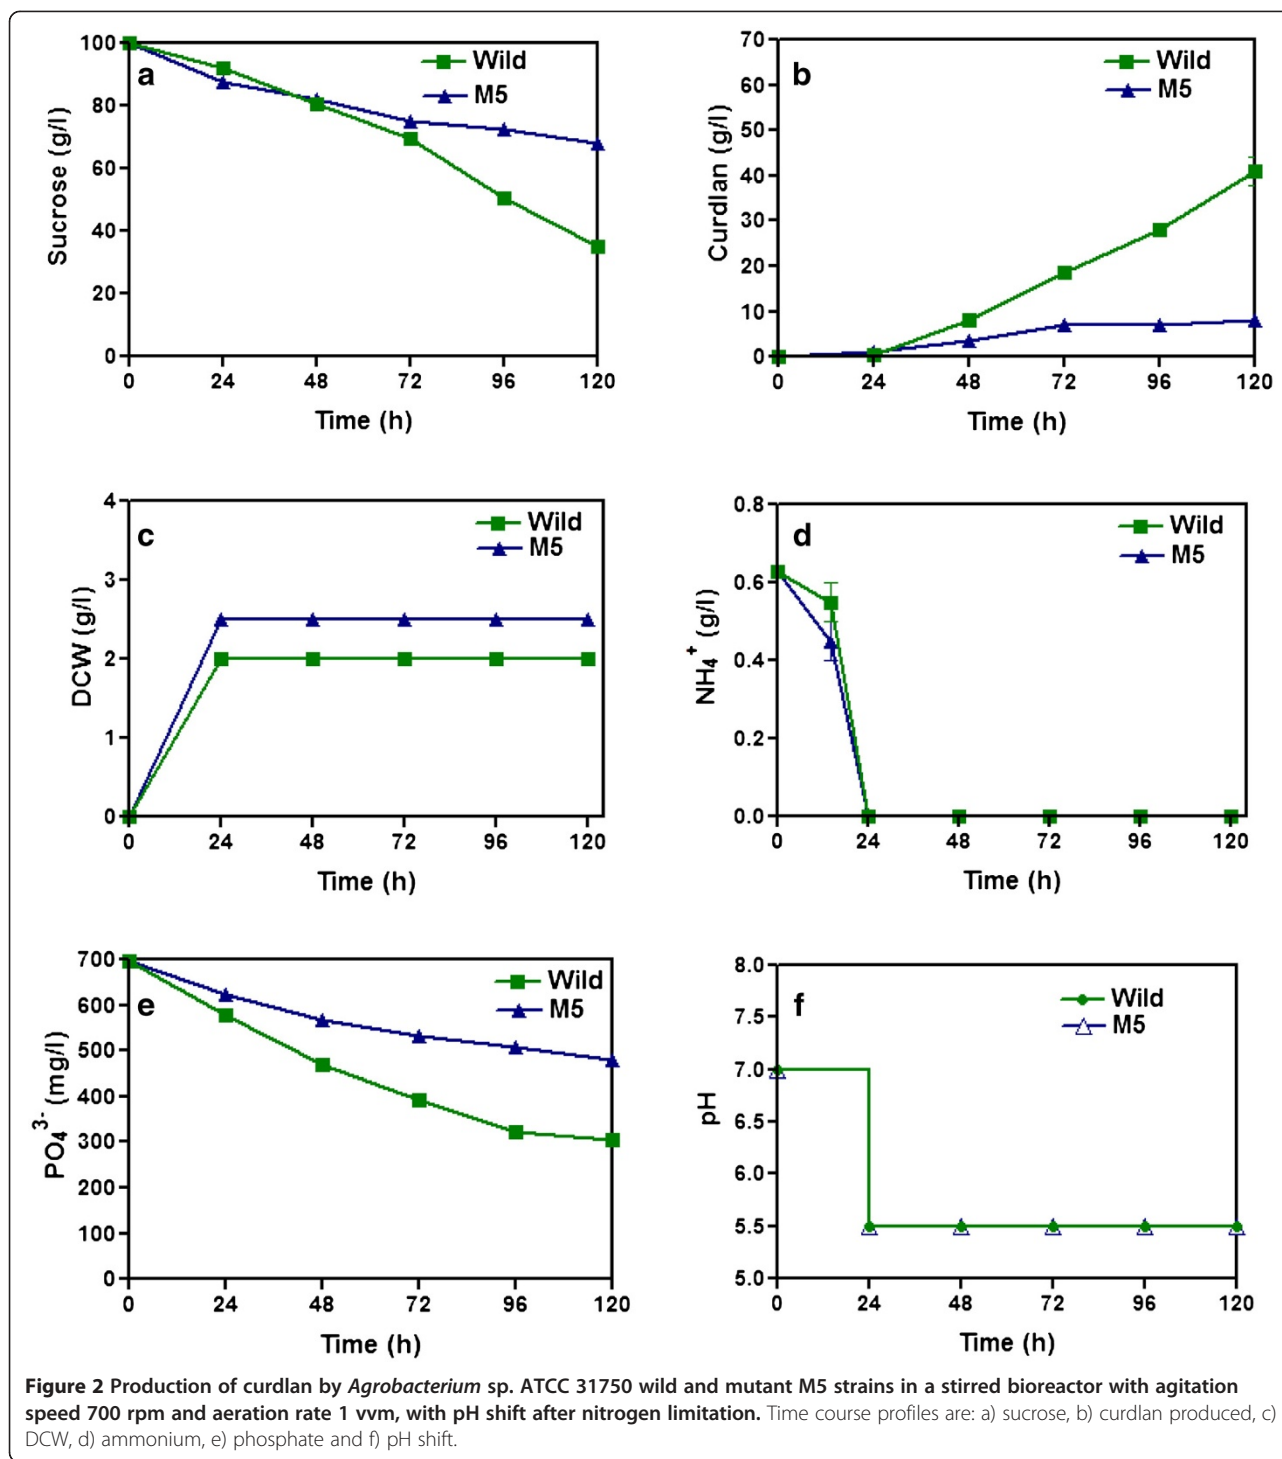 a
Wild
M5
Sucrose (g/l)
100
80
60
40
20
0
0 24 48 72 96 120
Time (h)
b
Wild
M5
Curdlan (g/l)
70
60
50
40
30
20
10
0
0 24 48 72 96 120
Time (h)
c
Wild
M5
DCW (g/l)
4
3
2
1
0
0 24 48 72 96 120
Time (h)
d
Wild
M5
NH4+ (g/l)
0.8
0.6
0.4
0.2
0.0
0 24 48 72 96 120
Time (h)
e
Wild
M5
PO4 3- (mg/l)
700
600
500
400
300
200
100
0
0 24 48 72 96 120
Time (h)
f
Wild
M5
pH
8.0
7.5
7.0
6.5
6.0
5.5
5.0
0 24 48 72 96 120
Time (h)
Figure 2 Production of curdlan by Agrobacterium sp. ATCC 31750 wild and mutant M5 strains in a stirred bioreactor with agitation
speed 700 rpm and aeration rate 1 vvm, with pH shift after nitrogen limitation. Time course profiles are: a) sucrose, b) curdlan produced, c)
DCW, d) ammonium, e) phosphate and f) pH shift.